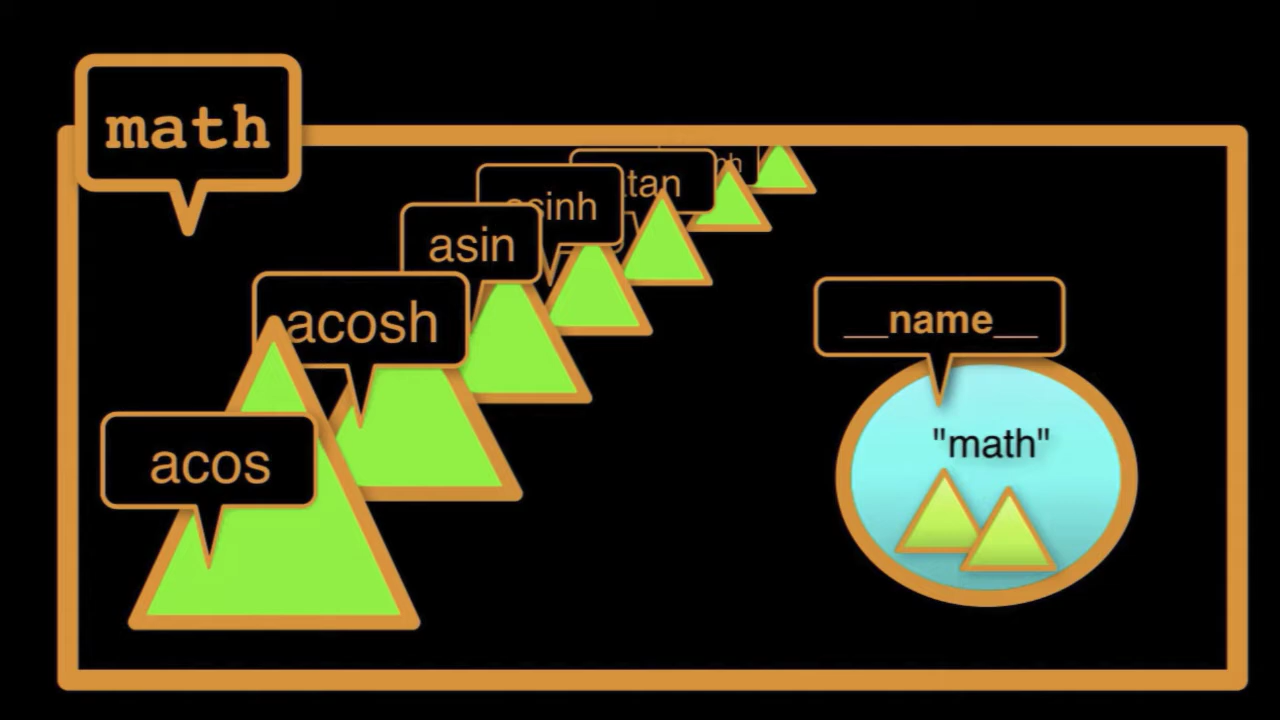 math
acos
acosh
asin
__name__
"math"